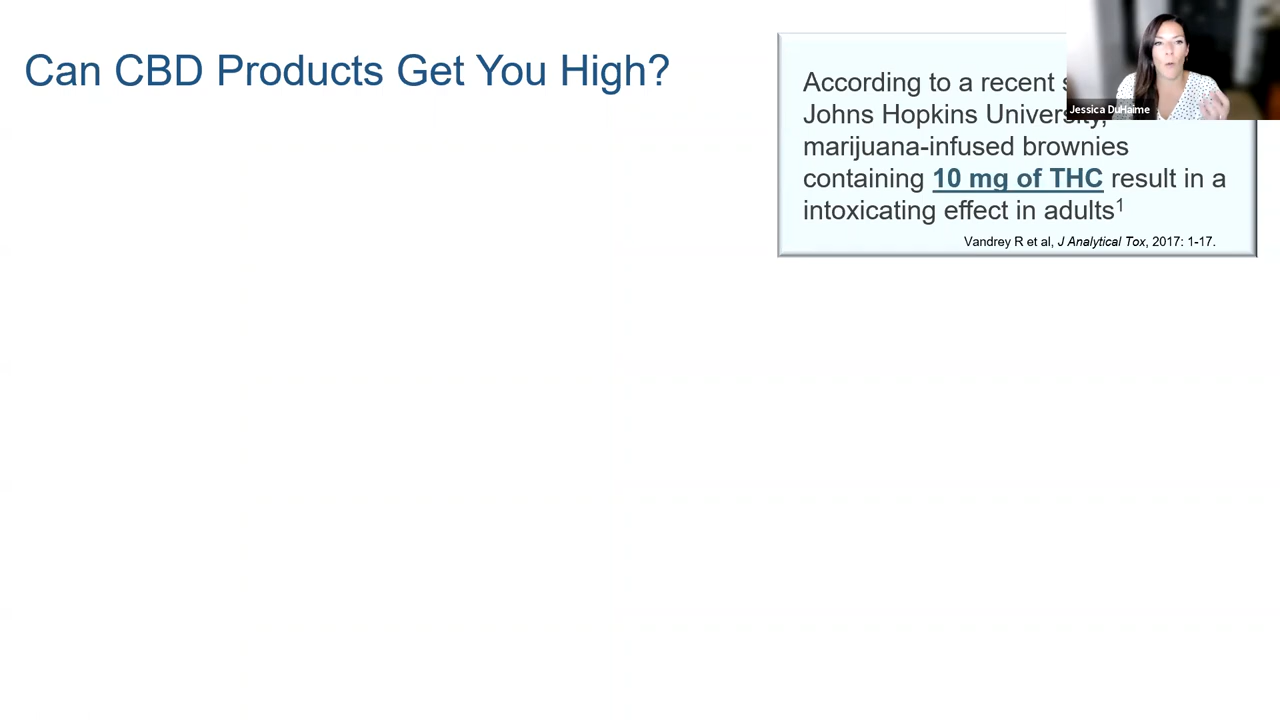 Can CBD Products Get You High?
According to a recent
Jessica DuHaime
Johns Hopkins University,
marijuana-infused brownies
containing 10 mg of THC result in a
intoxicating effect in adults¹
Vandrey R et al, J Analytical Tox, 2017: 1-17.